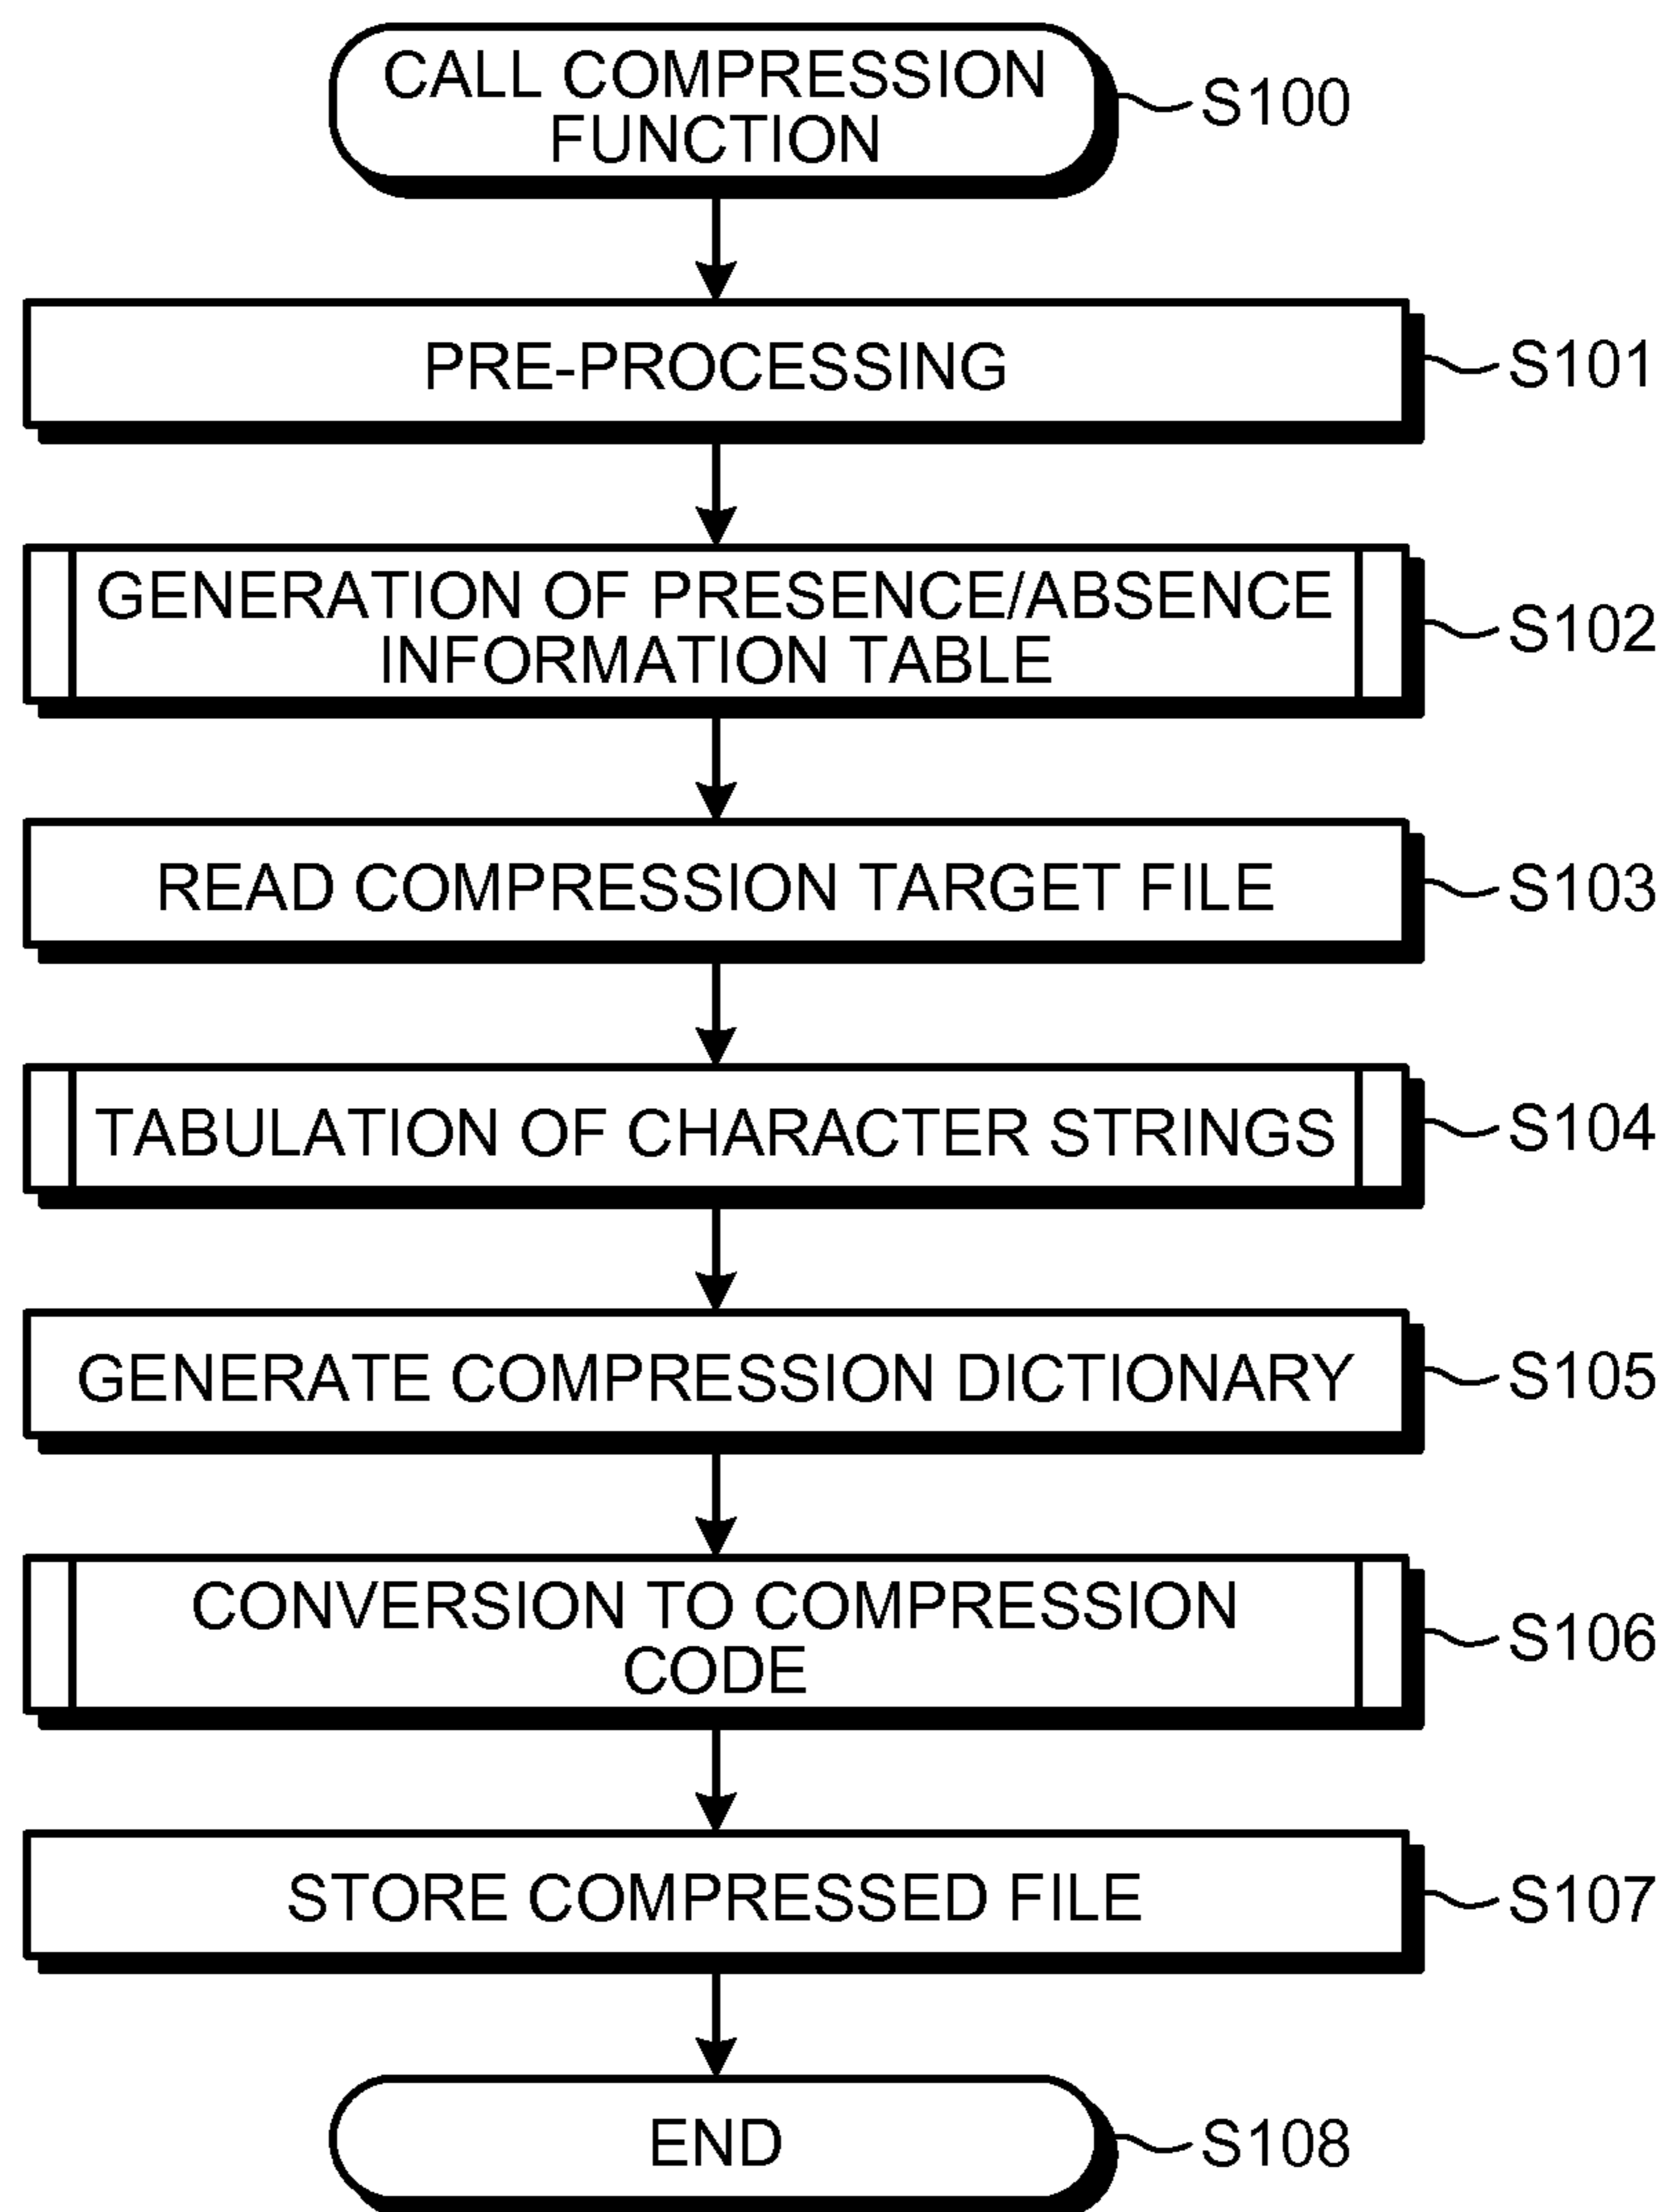 CALL COMPRESSION
FUNCTION
S100
PRE-PROCESSING
S101
GENERATION OF PRESENCE/ABSENCE
INFORMATION TABLE
S102
READ COMPRESSION TARGET FILE
S103
TABULATION OF CHARACTER STRINGS
S104
GENERATE COMPRESSION DICTIONARY
S105
CONVERSION TO COMPRESSION
CODE
S106
STORE COMPRESSED FILE
S107
END
S108